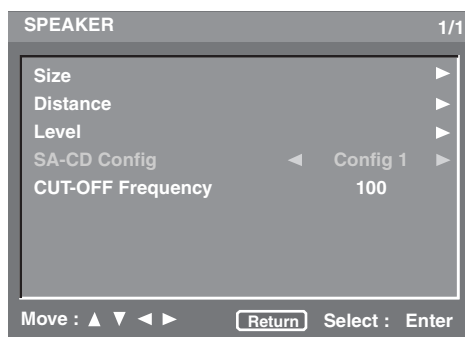 SPEAKER 1/1
Size ►
Distance ►
Level ►
SA-CD Config ◄ Config 1 ►
CUT-OFF Frequency 100
Move : ▲ ▼ ◄ ► Return Select : Enter